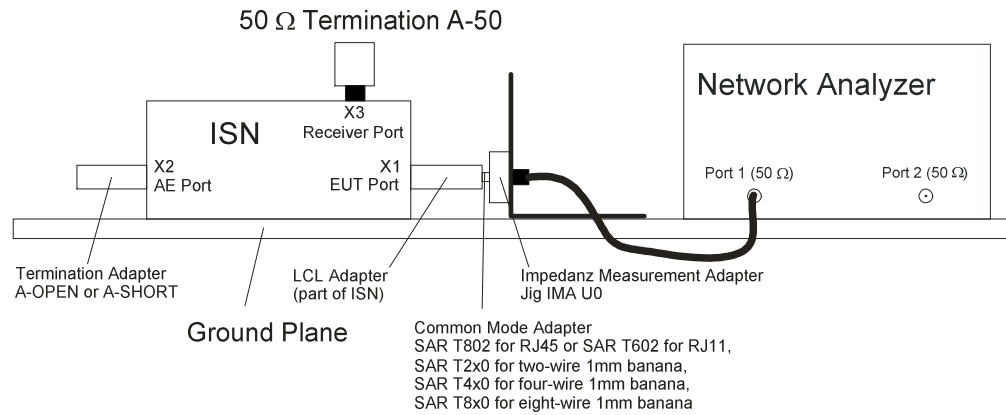 50 Ω Termination A-50
Network Analyzer
X3
Receiver Port
ISN
X2
AE Port
X1
EUT Port
Port 1 (50 Ω)
Port 2 (50 Ω)
Termination Adapter
A-OPEN or A-SHORT
LCL Adapter
(part of ISN)
Impedanz Measurement Adapter
Jig IMA U0
Ground Plane
Common Mode Adapter
SAR T802 for RJ45 or SAR T602 for RJ11,
SAR T2x0 for two-wire 1mm banana,
SAR T4x0 for four-wire 1mm banana,
SAR T8x0 for eight-wire 1mm banana